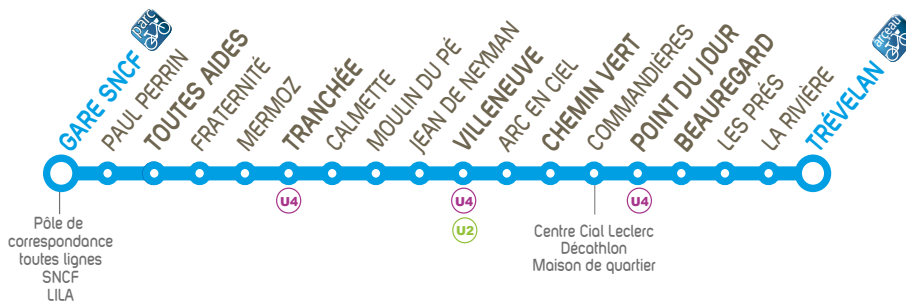 parc
GARE SNCF
PAUL PERRIN
TOUTES AIDES
FRATERNITÉ
MERMOZ
TRANCHÉE
CALMETTE
MOULIN DU PÉ
JEAN DE NEYMAN
VILLENEUVE
ARC EN CIEL
CHEMIN VERT
COMMANDIÈRES
POINT DU JOUR
BEAUREGARD
LES PRÉS
LA RIVIÈRE
TRÉVELAN
arceau
U4
U4
U4
U2
Pôle de
correspondance
toutes lignes
SNCF
LILA
Centre Cial Leclerc
Décathlon
Maison de quartier